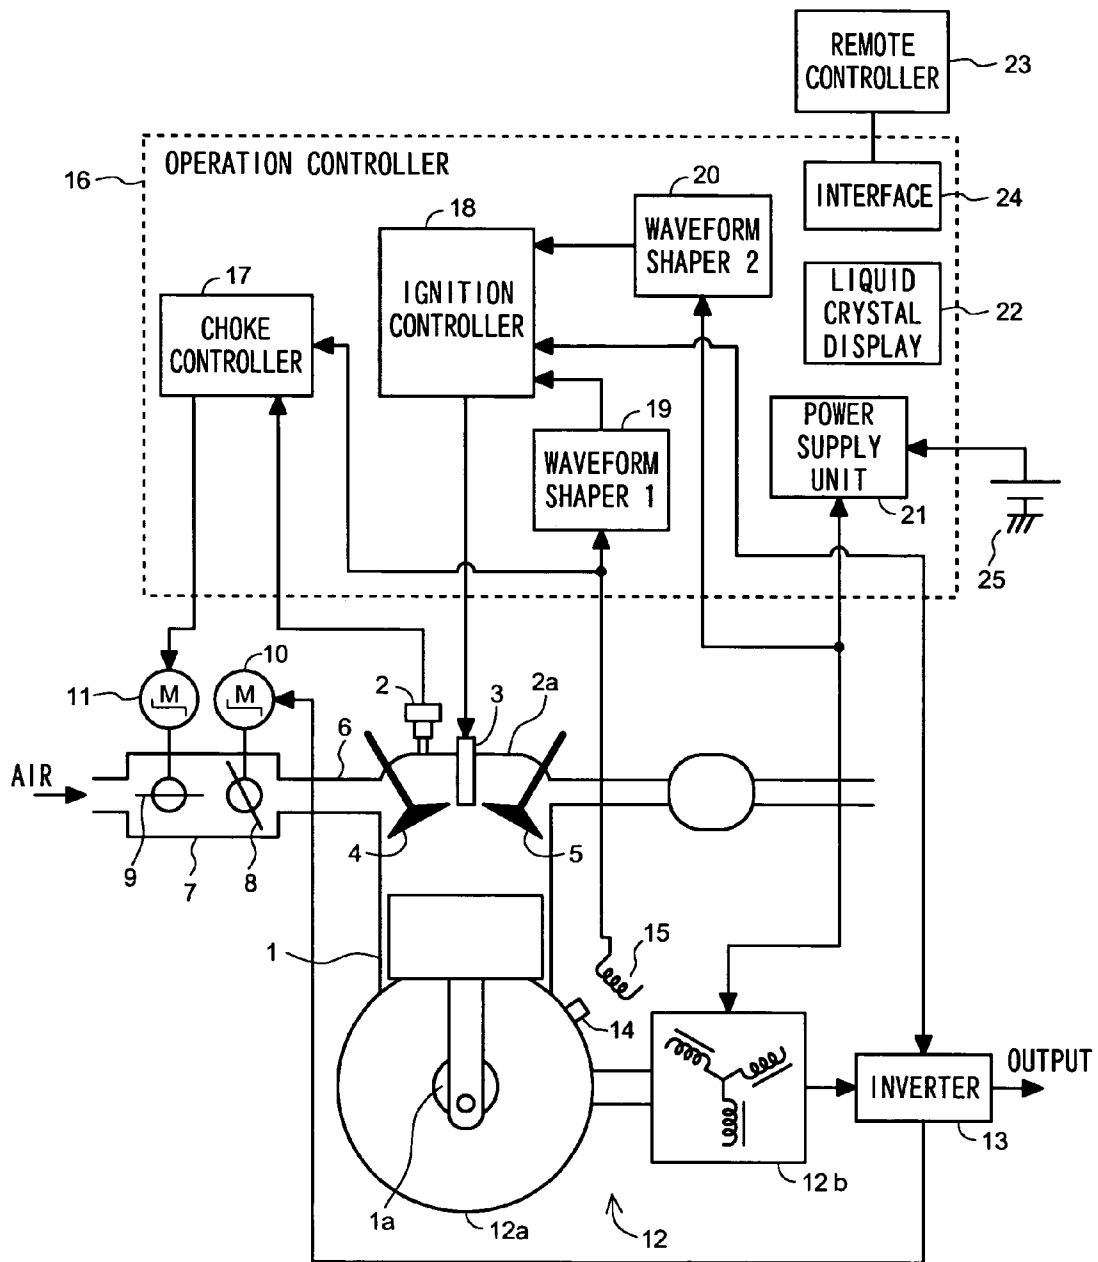 REMOTE
CONTROLLER
23
OPERATION CONTROLLER
16
INTERFACE
24
20
WAVEFORM
SHAPER 2
18
IGNITION
CONTROLLER
17
CHOKE
CONTROLLER
LIQUID
CRYSTAL
DISPLAY
22
19
WAVEFORM
SHAPER 1
POWER
SUPPLY
UNIT
21
25
10
11
M
M
2
3
2a
6
AIR
9
7
8
4
5
1
15
14
1a
12a
12
12b
INVERTER
13
OUTPUT